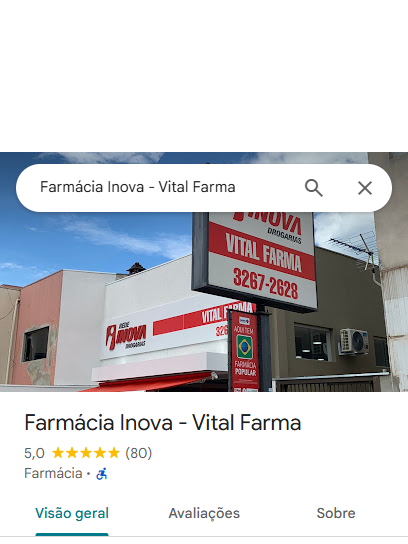 Farmácia Inova - Vital Farma
INOVA
DROGARIAS
VITAL FARMA
3267-2628
REDE
INOVA
DROGARIAS
VITAL FARMA
AQUI TEM
FARMÁCIA
POPULAR
Farmácia Inova - Vital Farma
5,0 ★★★★★ (80)
Farmácia ·
Visão geral Avaliações Sobre